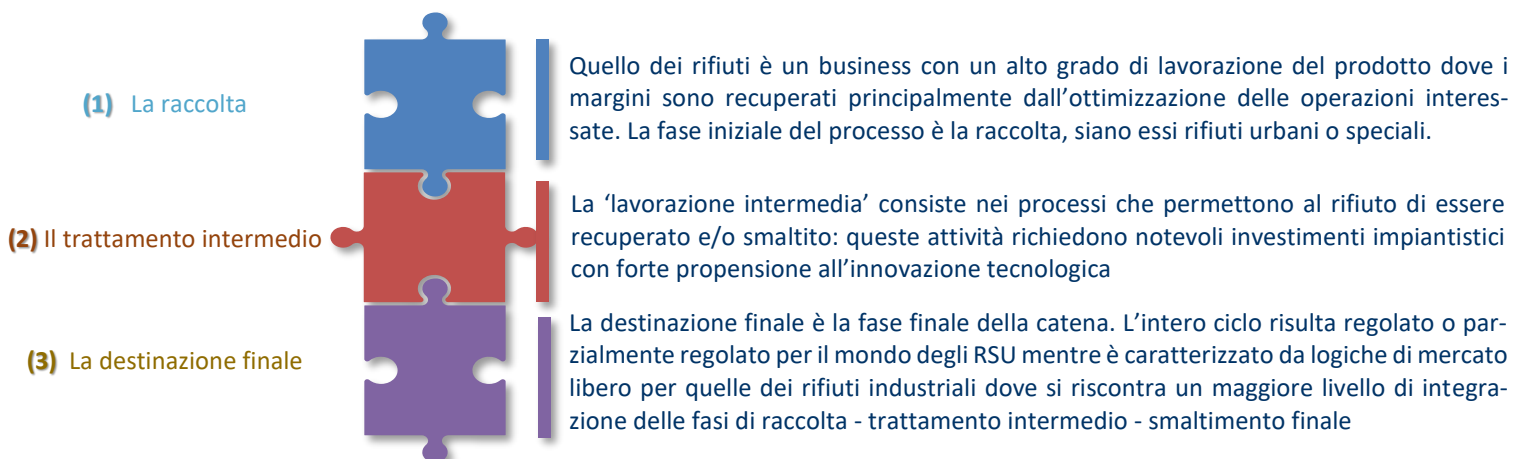 (1) La raccolta
Quello dei rifiuti è un business con un alto grado di lavorazione del prodotto dove i
margini sono recuperati principalmente dall’ottimizzazione delle operazioni interes-
sate. La fase iniziale del processo è la raccolta, siano essi rifiuti urbani o speciali.
(2) Il trattamento intermedio
La ‘lavorazione intermedia’ consiste nei processi che permettono al rifiuto di essere
recuperato e/o smaltito: queste attività richiedono notevoli investimenti impiantistici
con forte propensione all’innovazione tecnologica
(3) La destinazione finale
La destinazione finale è la fase finale della catena. L’intero ciclo risulta regolato o par-
zialmente regolato per il mondo degli RSU mentre è caratterizzato da logiche di mercato
libero per quelle dei rifiuti industriali dove si riscontra un maggiore livello di integra-
zione delle fasi di raccolta - trattamento intermedio - smaltimento finale